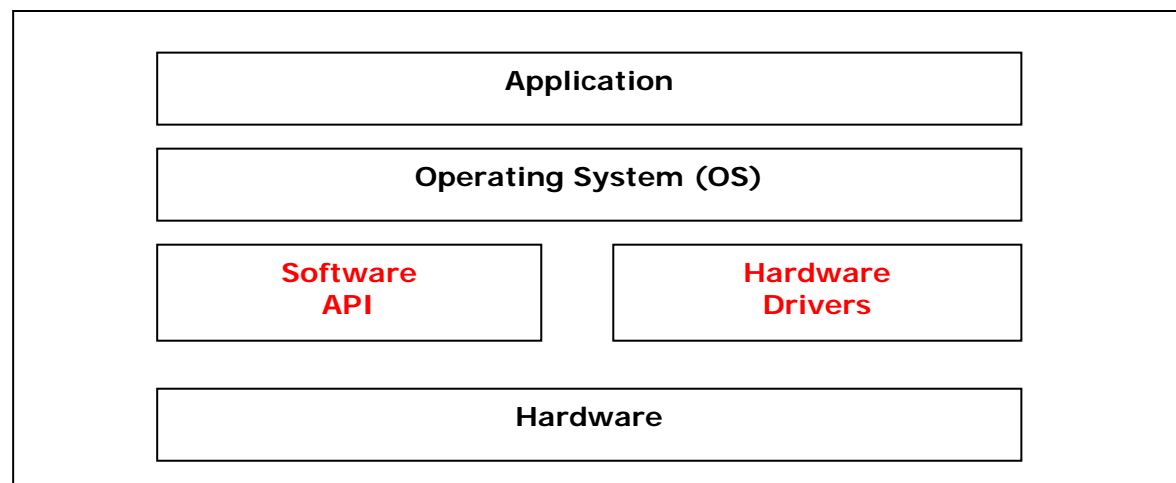 Application
Operating System (OS)
Software
API
Hardware
Drivers
Hardware